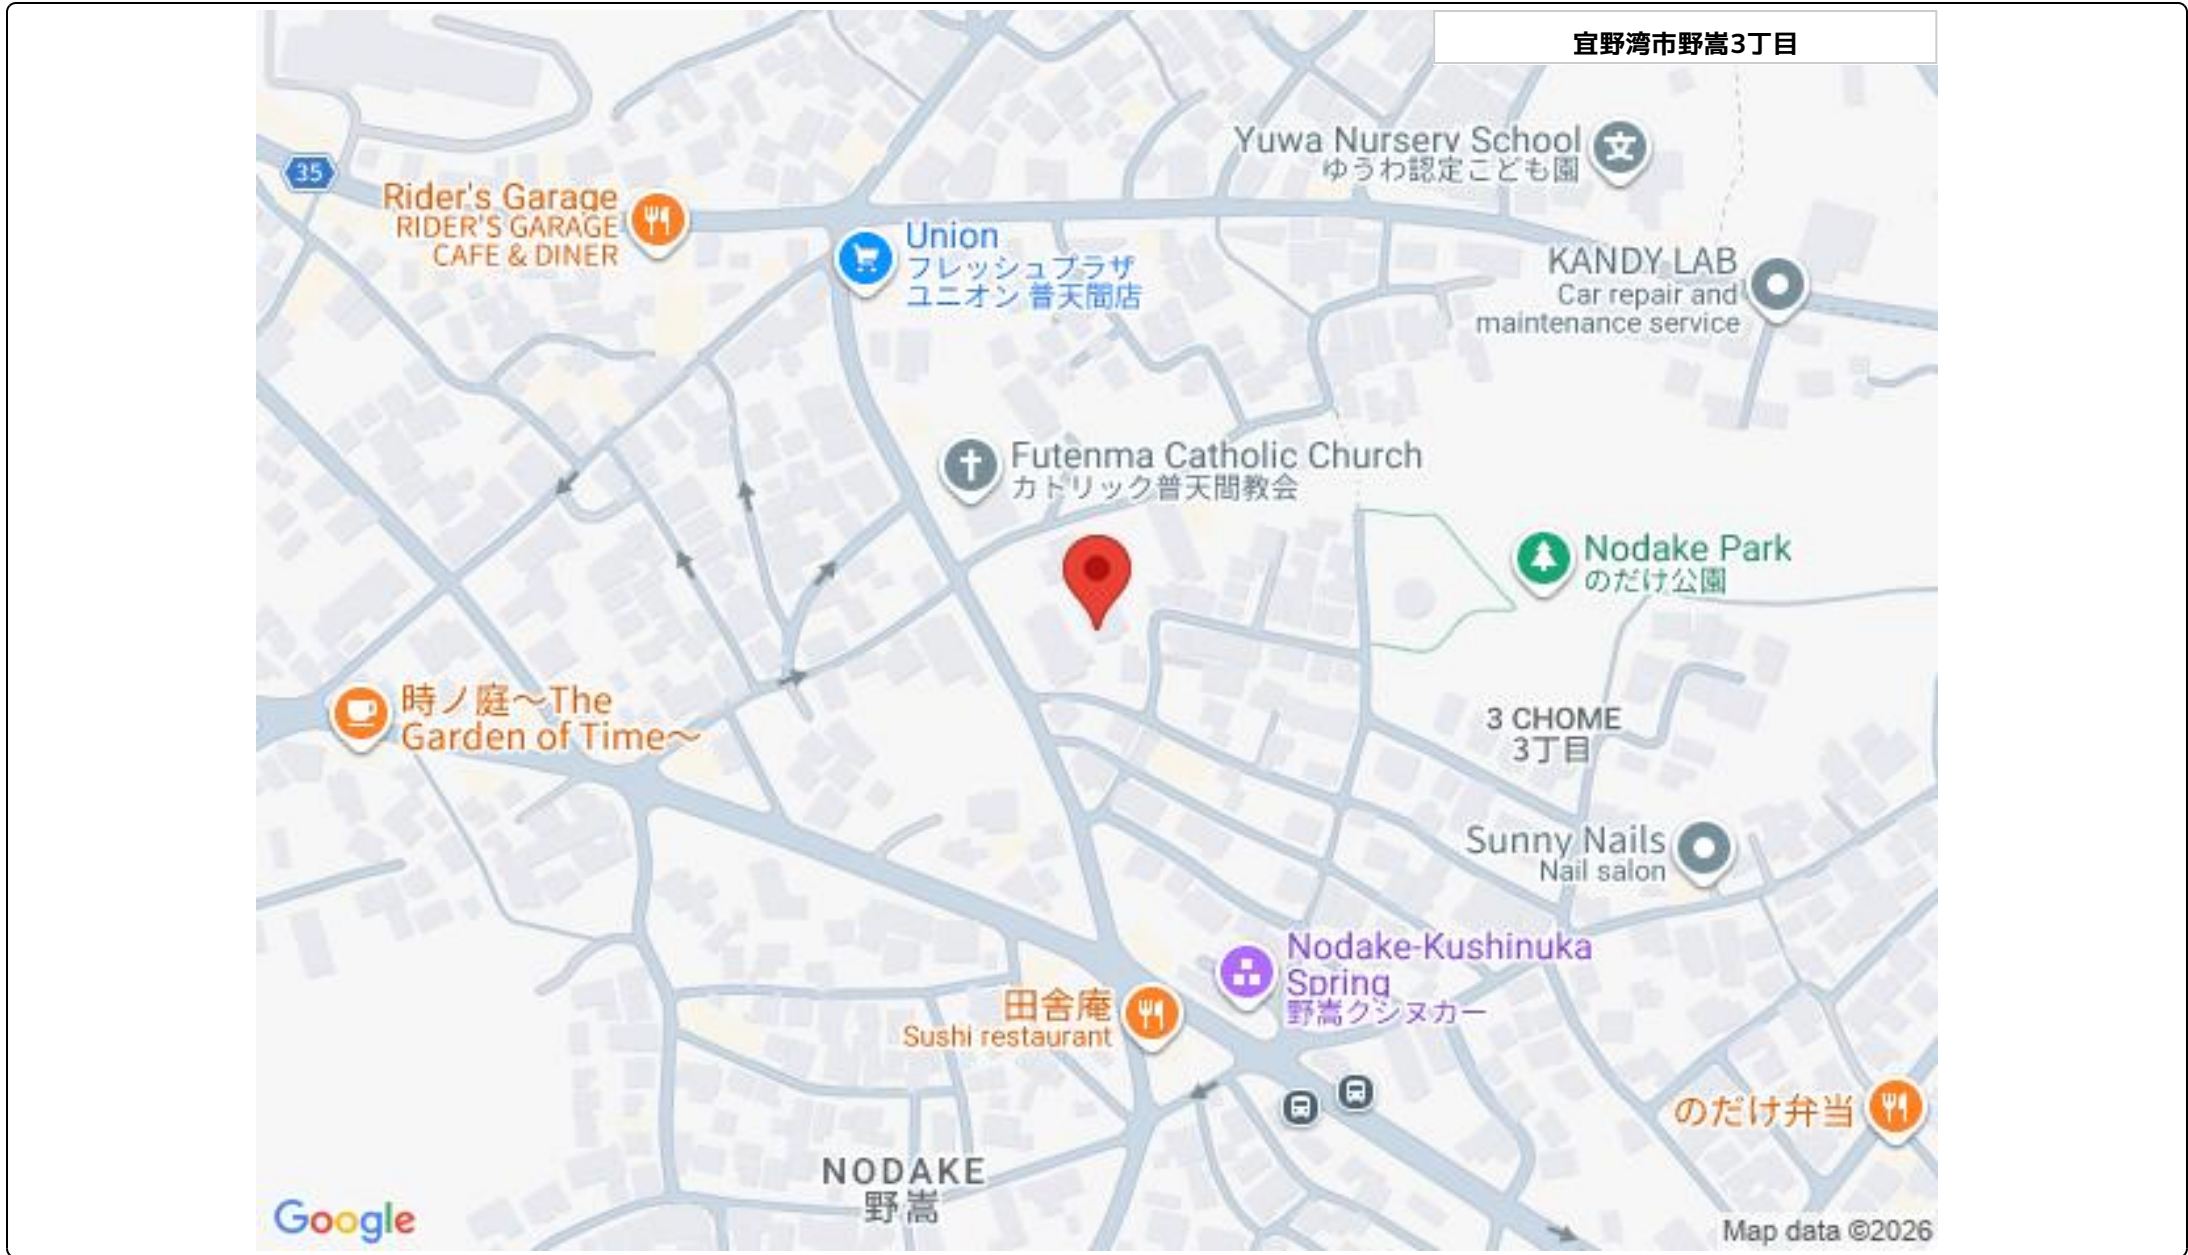 宜野湾市野嵩3丁目
Yuwa Nursery School
ゆうわ認定こども園
35
Rider's Garage
RIDER'S GARAGE
CAFE & DINER
Union
フレッシュプラザ
ユニオン 普天間店
KANDY LAB
Car repair and
maintenance service
Futenma Catholic Church
カトリック普天間教会
Nodake Park
のだけ公園
時ノ庭～The
Garden of Time～
3 CHOME
3丁目
Sunny Nails
Nail salon
Nodake-Kushinuka
Spring
野嵩クシヌカー
田舎庵
Sushi restaurant
のだけ弁当
NODAKE
野嵩
Google
Map data ©2026